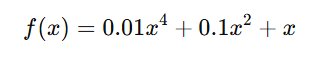 f(x) = 0.01x⁴ + 0.1x² + x